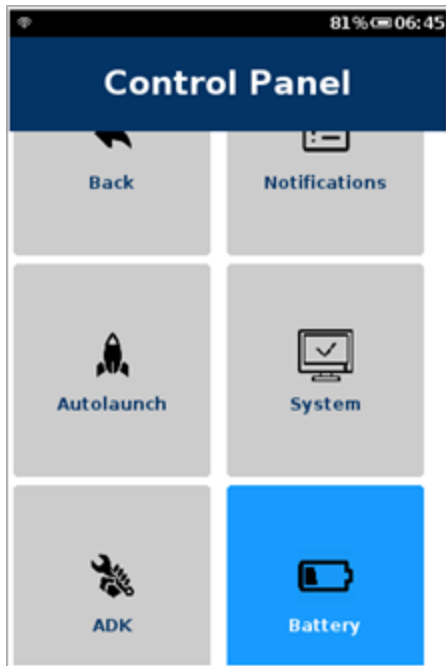 81% 06:45
Control Panel
Back
Notifications
Autolaunch
System
ADK
Battery